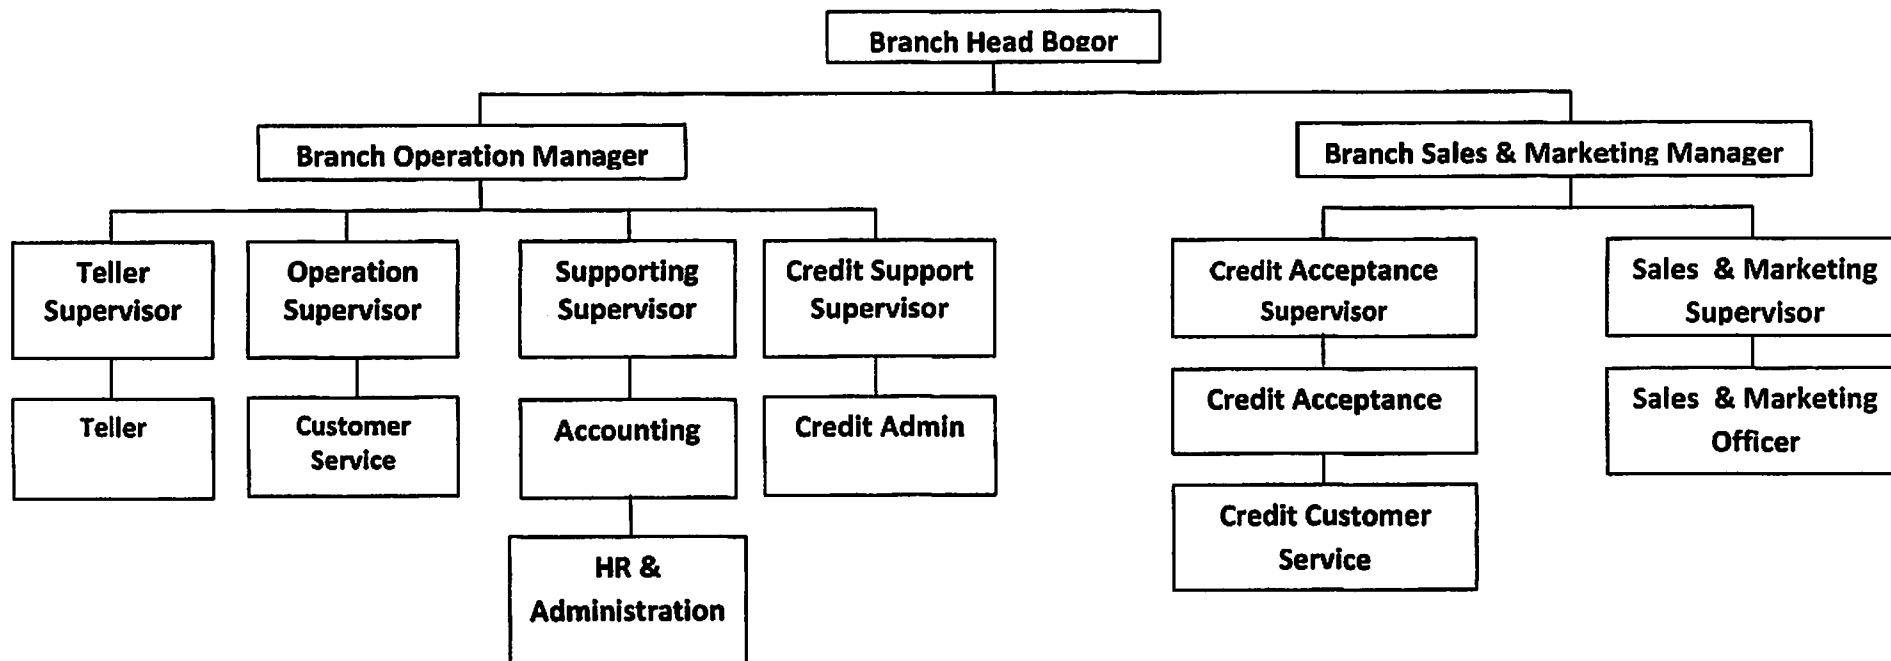 Branch Head Bogor
Branch Operation Manager
Branch Sales & Marketing Manager
Teller
Supervisor
Operation
Supervisor
Supporting
Supervisor
Credit Support
Supervisor
Credit Acceptance
Supervisor
Sales & Marketing
Supervisor
Teller
Customer
Service
Accounting
Credit Admin
Credit Acceptance
Sales & Marketing
Officer
HR &
Administration
Credit Customer
Service